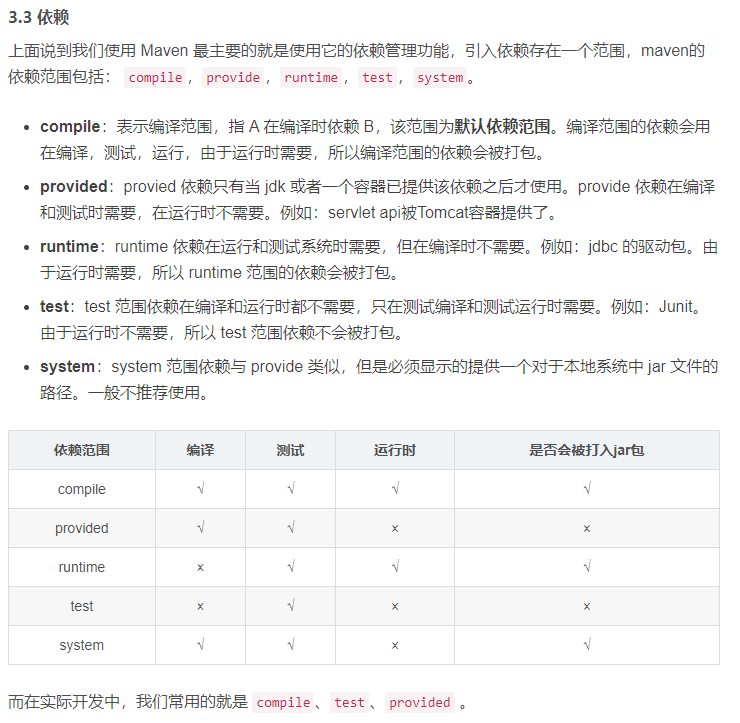 3.3 依赖
上面说到我们使用 Maven 最主要的就是使用它的依赖管理功能，引入依赖存在一个范围，maven的
依赖范围包括： compile，provide，runtime，test，system。
• compile：表示编译范围，指 A 在编译时依赖 B，该范围为默认依赖范围。编译范围的依赖会用
在编译，测试，运行，由于运行时需要，所以编译范围的依赖会被打包。
• provided：provied 依赖只有当 jdk 或者一个容器已提供该依赖之后才使用。provide 依赖在编译
和测试时需要，在运行时不需要。例如：servlet api被Tomcat容器提供了。
• runtime：runtime 依赖在运行和测试系统时需要，但在编译时不需要。例如：jdbc 的驱动包。由
于运行时需要，所以 runtime 范围的依赖会被打包。
• test：test 范围依赖在编译和运行时都不需要，只在测试编译和测试运行时需要。例如：Junit。
由于运行时不需要，所以 test 范围依赖不会被打包。
• system：system 范围依赖与 provide 类似，但是必须显示的提供一个对于本地系统中 jar 文件的
路径。一般不推荐使用。
依赖范围 编译 测试 运行时 是否会被打入jar包
compile √ √ √ √
provided √ √ × ×
runtime × √ √ √
test × √ × ×
system √ √ × √
而在实际开发中，我们常用的就是 compile、test、provided 。